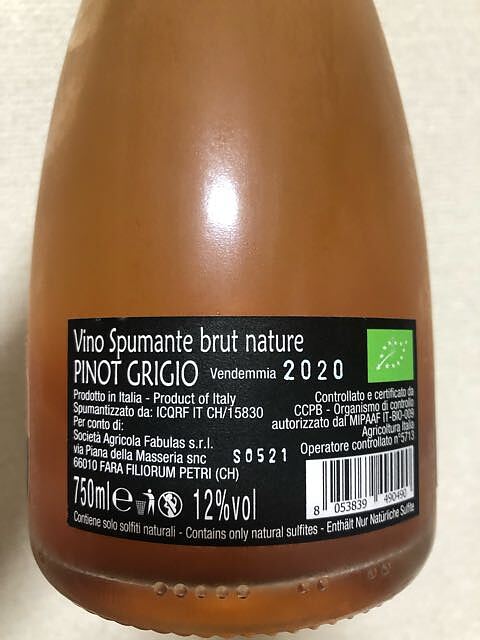 Vino Spumante brut nature
PINOT GRIGIO Vendemmia 2020
Prodotto in Italia - Product of Italy
Spumantizzato da: ICQRF IT CH/15830
Per conto di:
Società Agricola Fabulas s.r.l.
via Piana della Masseria snc
66010 FARA FILIORUM PETRI (CH)
S0521
Controllato e certificato da
CCPB - Organismo di controllo
autorizzato dal MIPAAF IT-BIO-009
Agricoltura Italia
Operatore controllato n°5713
750ml e 12%vol
8 053839 490490
Contiene solo solfiti naturali - Contains only natural sulfites - Enthält Nur Natürliche Sulfite